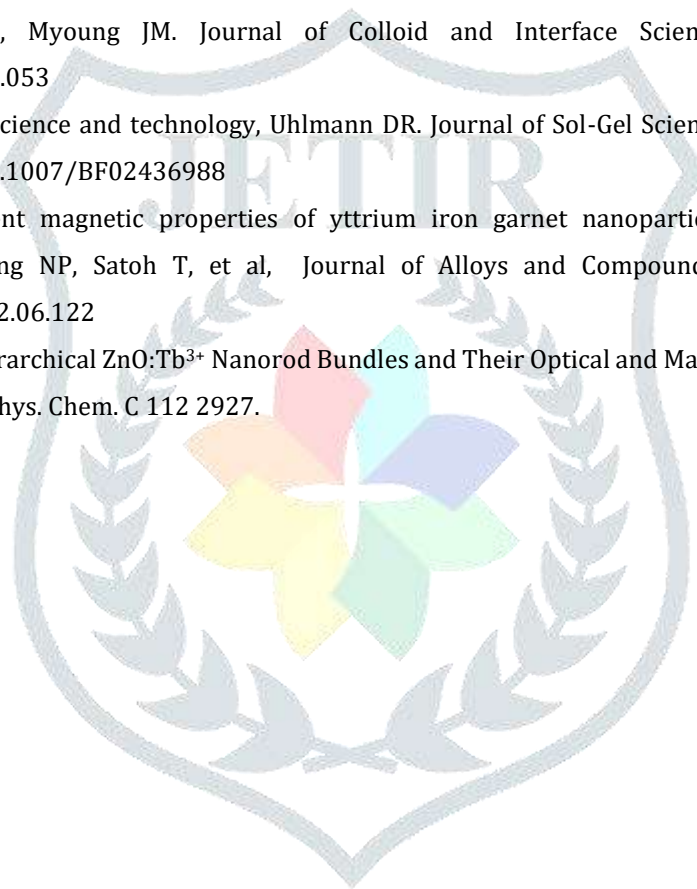 , Myoung JM. Journal of Colloid and Interface Scien
.053
cience and technology, Uhlmann DR. Journal of Sol-Gel Scien
.1007/BF02436988
nt magnetic properties of yttrium iron garnet nanopartic
ng NP, Satoh T, et al, Journal of Alloys and Compounc
2.06.122
rarchical ZnO:Tb³⁺ Nanorod Bundles and Their Optical and Ma
hys. Chem. C 112 2927.
JETIR